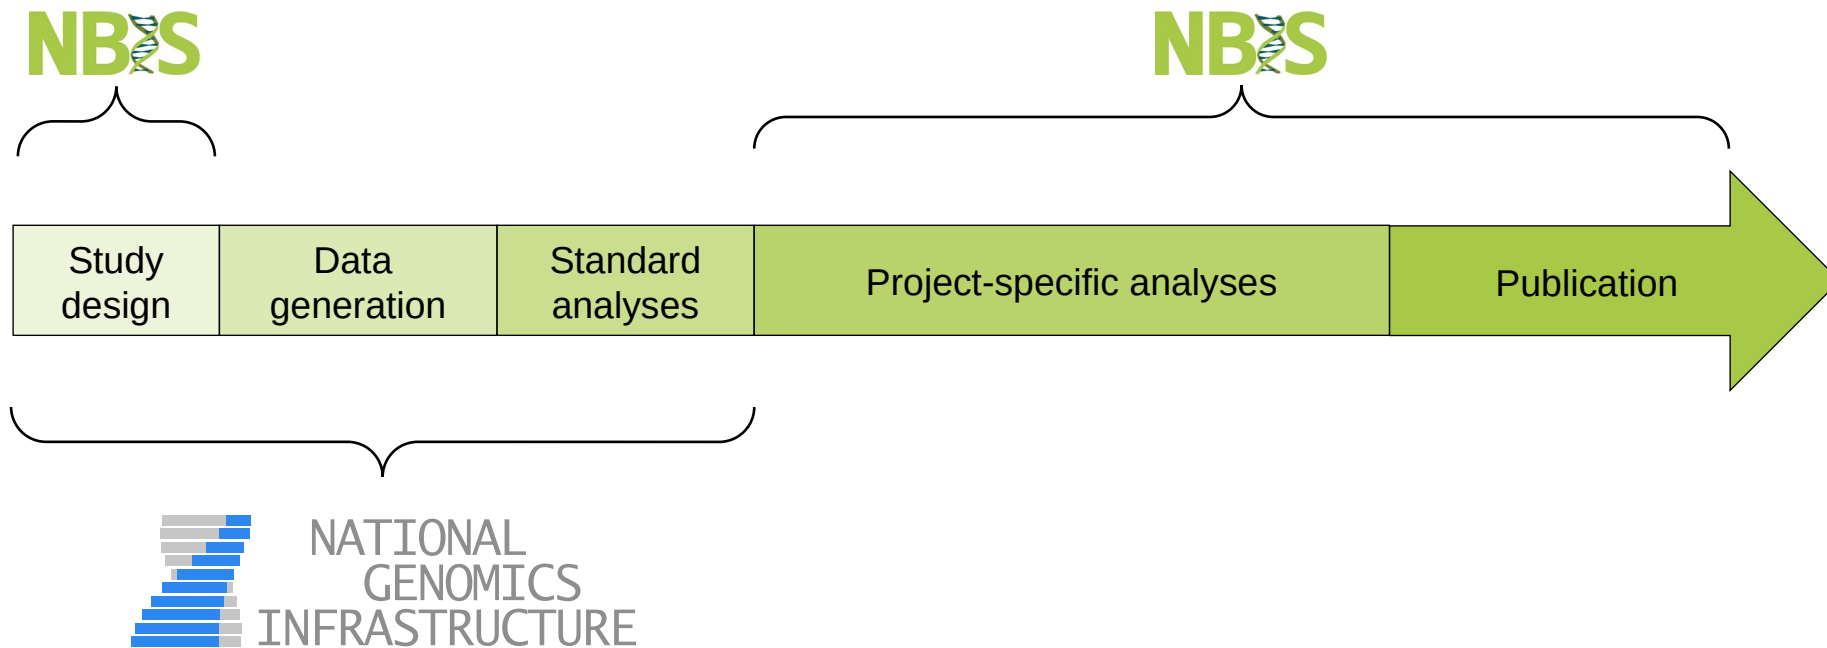 NBIS
NBIS
Study
design
Data
generation
Standard
analyses
Project-specific analyses
Publication
NATIONAL
GENOMICS
INFRASTRUCTURE